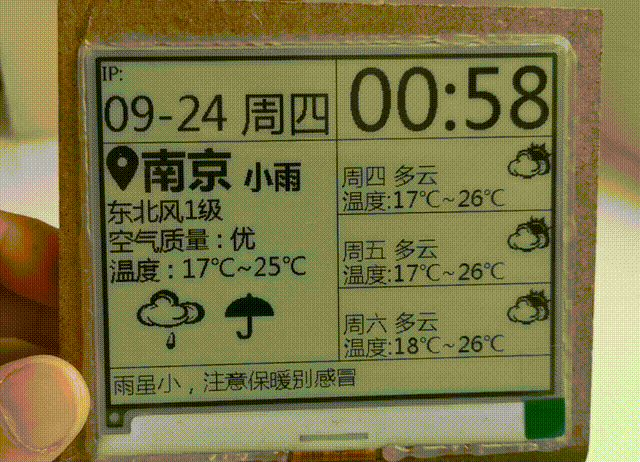 IP:
09-24 周四
00:58
南京 小雨
东北风1级
空气质量：优
温度：17℃~25℃
周四 多云
温度:17℃~26℃
周五 多云
温度:17℃~26℃
周六 多云
温度:18℃~26℃
雨虽小，注意保暖别感冒